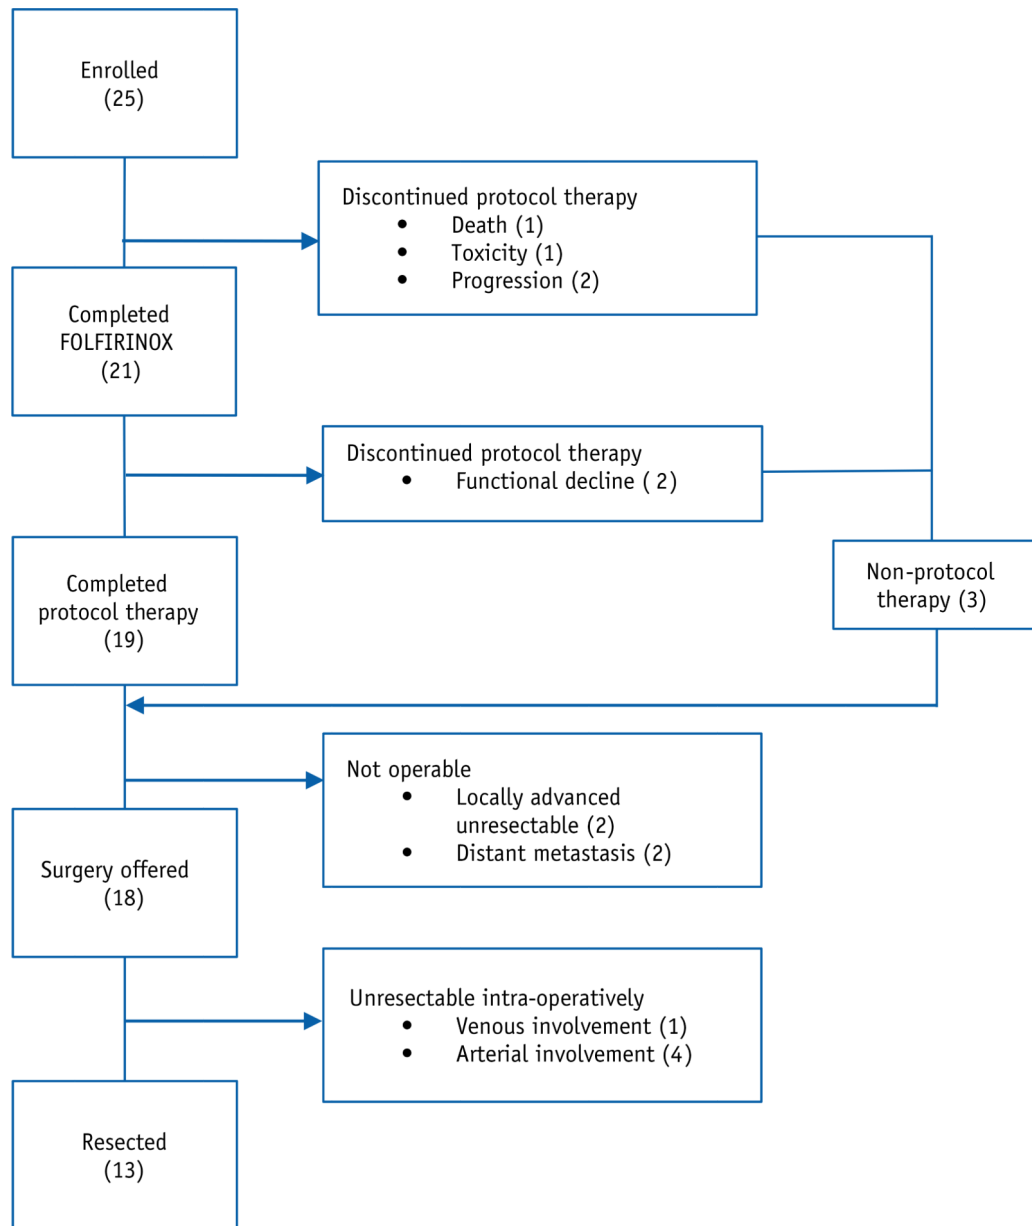 Enrolled
(25)
Discontinued protocol therapy
• Death (1)
• Toxicity (1)
• Progression (2)
Completed
FOLFIRINOX
(21)
Discontinued protocol therapy
• Functional decline ( 2)
Completed
protocol therapy
(19)
Non-protocol
therapy (3)
Not operable
• Locally advanced
unresectable (2)
• Distant metastasis (2)
Surgery offered
(18)
Unresectable intra-operatively
• Venous involvement (1)
• Arterial involvement (4)
Resected
(13)